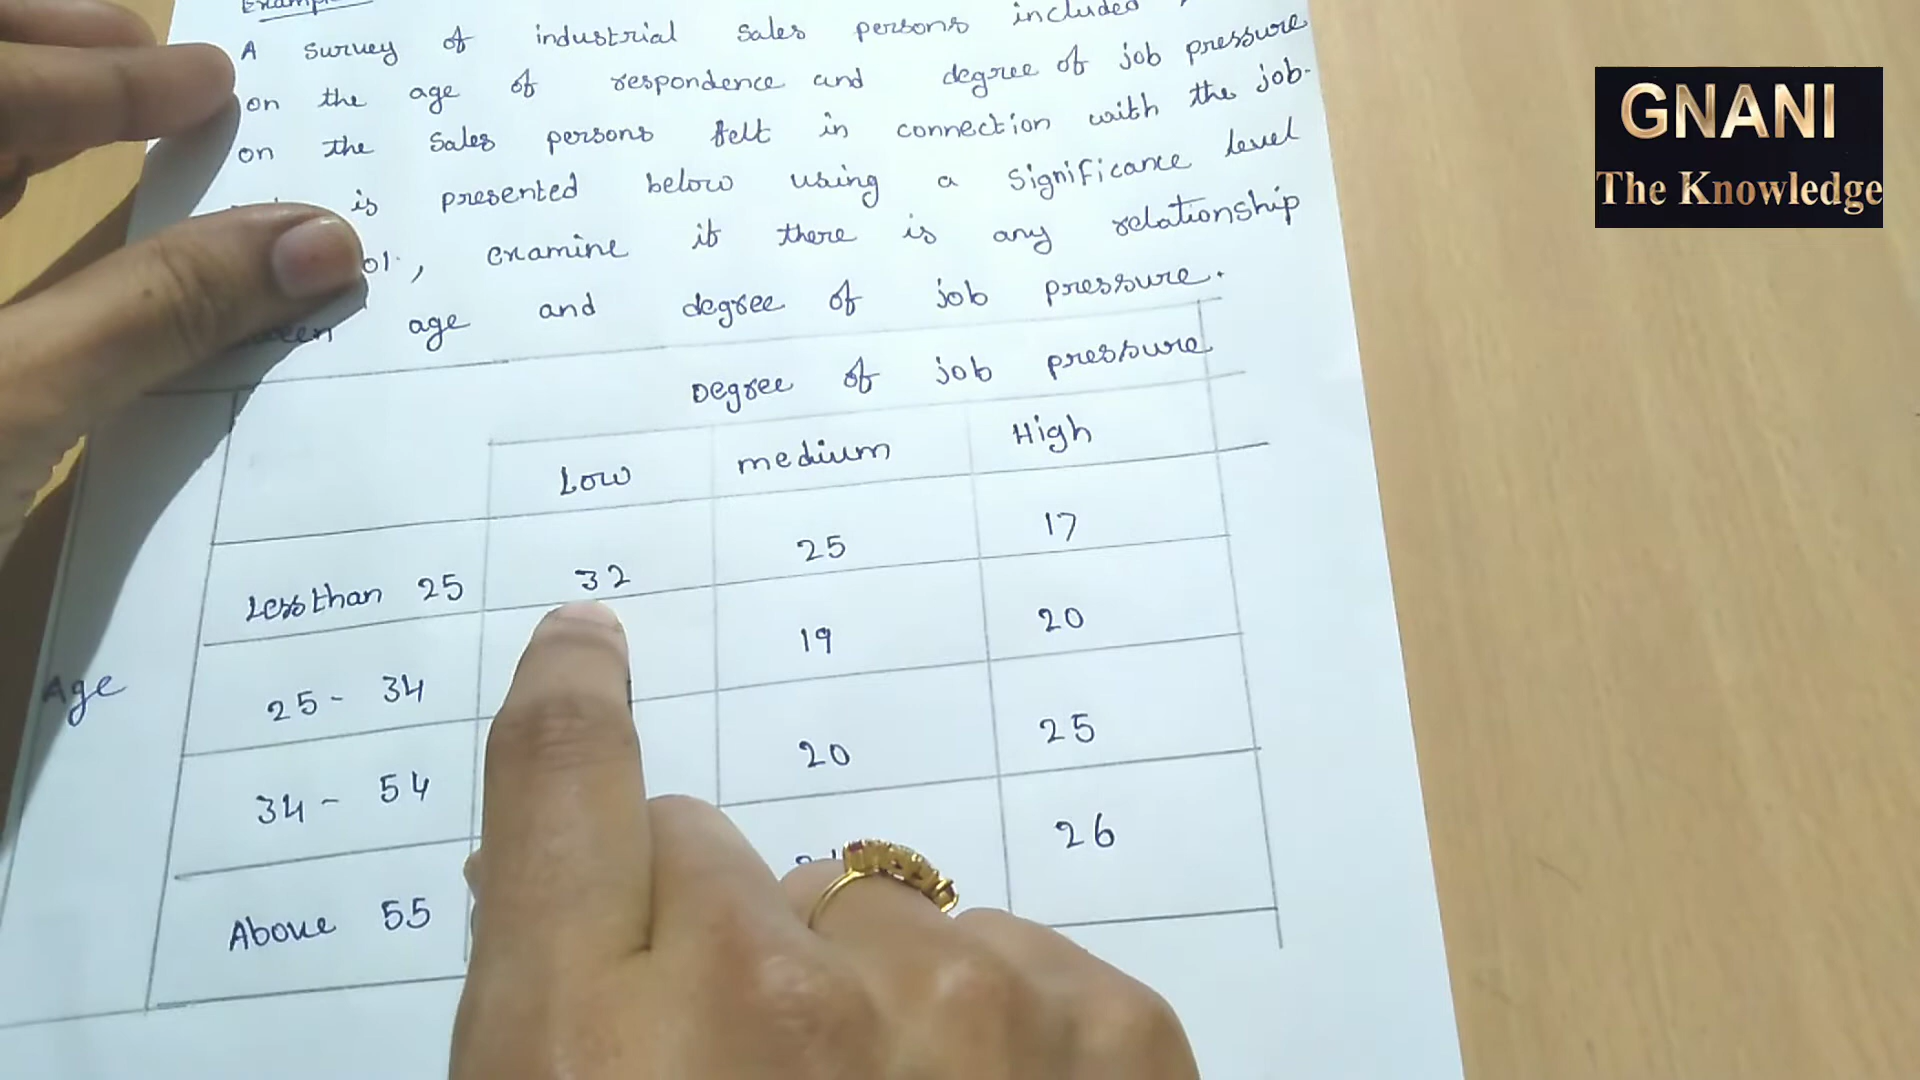 A survey of industrial sales persons included
on the age of respondence and degree of job pressure
on the sales persons felt in connection with the job.
is presented below using a significance level
01, examine if there is any relationship
age and degree of job pressure.
Degree of job pressure
Low medium High
Less than 25 32 25 17
25 - 34 19 20
34 - 54 20 25
Above 55 26
Age
GNANI
The Knowledge